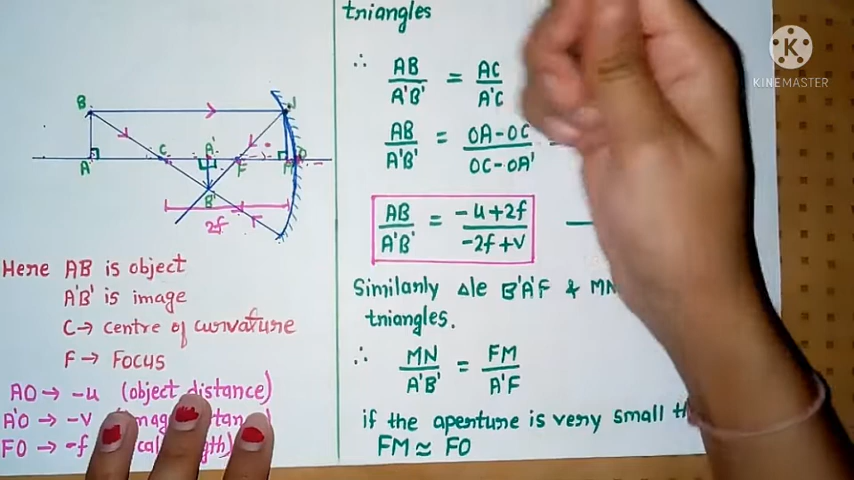 B
N
C
A'
A
F
M
O
B'
2f
Here AB is object
A'B' is image
C→ centre of curvature
F→ Focus
AO → -u (object distance)
A'O → -v
FO → -f
triangles
∴ AB/A'B' = AC/A'C
AB/A'B' = OA-OC/OC-OA'
AB/A'B' = -u+2f/-2f+v
Similarly Δle B'A'F & MN
triangles.
∴ MN/A'B' = FM/A'F
if the aperture is very small
FM ≈ FO
K
KINEMASTER